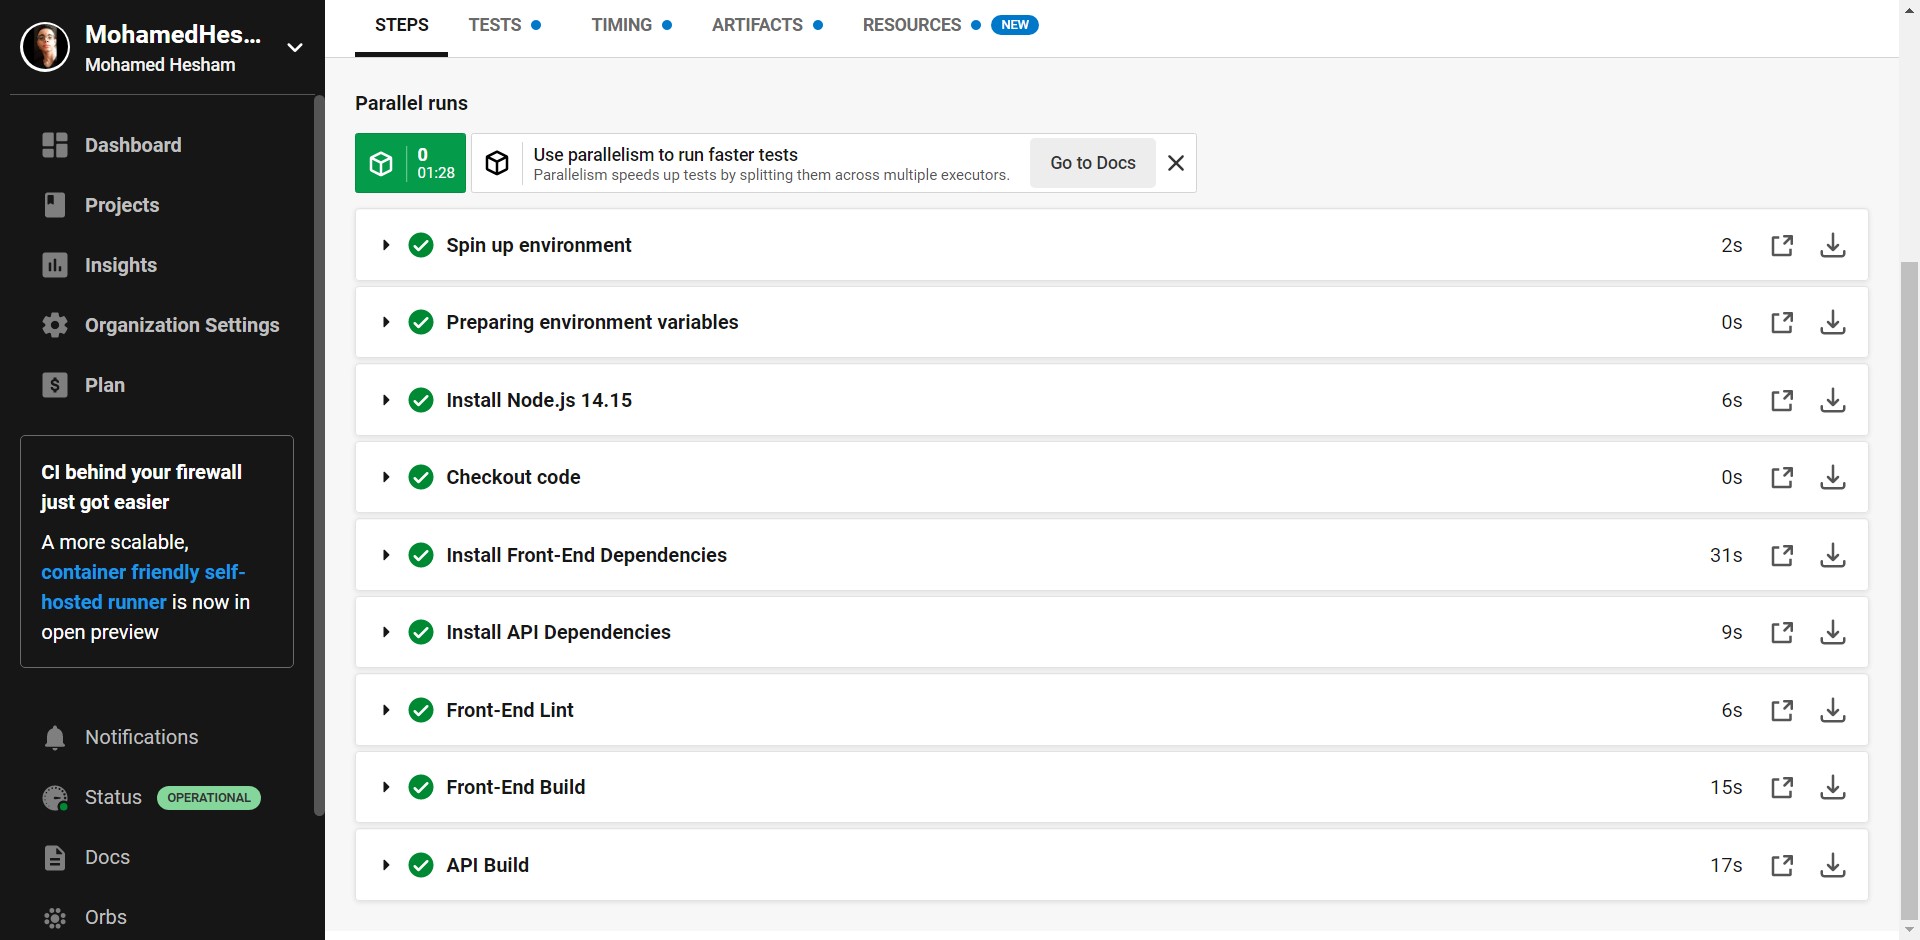 MohamedHes...
Mohamed Hesham
Dashboard
Projects
Insights
Organization Settings
Plan
CI behind your firewall
just got easier
A more scalable,
container friendly self-
hosted runner is now in
open preview
Notifications
Status OPERATIONAL
Docs
Orbs
STEPS TESTS TIMING ARTIFACTS RESOURCES NEW
Parallel runs
0
01:28
Use parallelism to run faster tests
Parallelism speeds up tests by splitting them across multiple executors.
Go to Docs
Spin up environment 2s
Preparing environment variables 0s
Install Node.js 14.15 6s
Checkout code 0s
Install Front-End Dependencies 31s
Install API Dependencies 9s
Front-End Lint 6s
Front-End Build 15s
API Build 17s